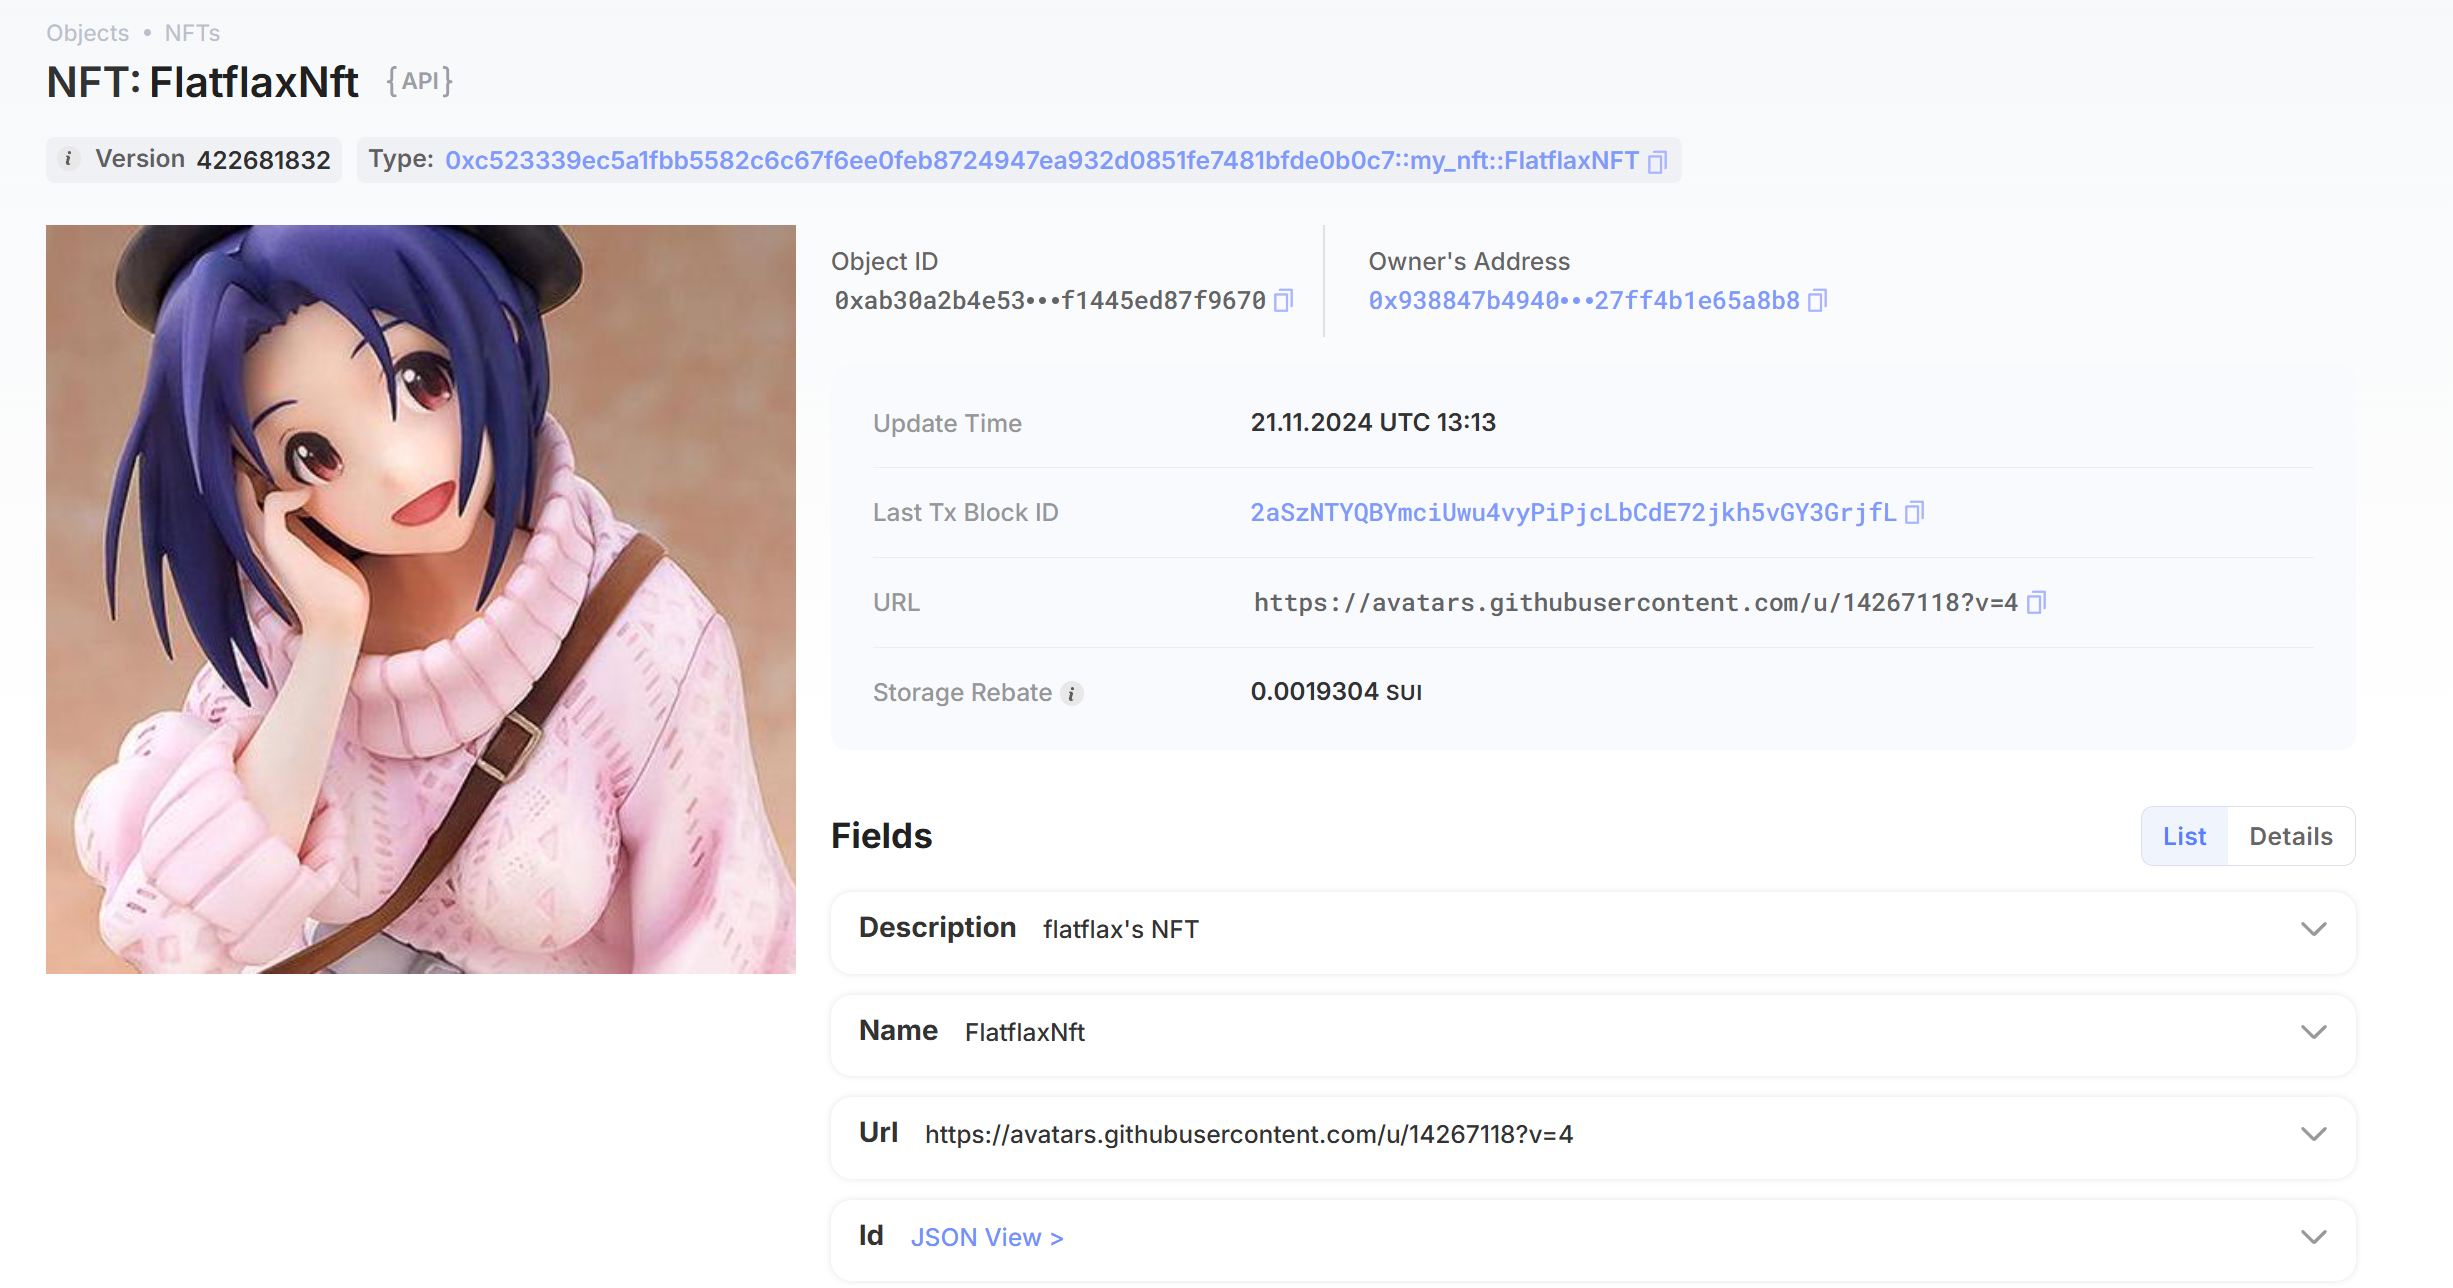 Objects • NFTs
NFT: FlatflaxNft {API}
i Version 422681832 Type: 0xc523339ec5a1fbb5582c6c67f6ee0feb8724947ea932d0851fe7481bfde0b0c7::my_nft::FlatflaxNFT
Object ID
0xab30a2b4e53•••f1445ed87f9670
Owner's Address
0x938847b4940•••27ff4b1e65a8b8
Update Time 21.11.2024 UTC 13:13
Last Tx Block ID 2aSzNTYQBYmciUwu4vyPiPjcLbCdE72jkh5vGY3GrjfL
URL https://avatars.githubusercontent.com/u/14267118?v=4
Storage Rebate i 0.0019304 SUI
Fields List Details
Description flatflax's NFT
Name FlatflaxNft
Url https://avatars.githubusercontent.com/u/14267118?v=4
Id JSON View >